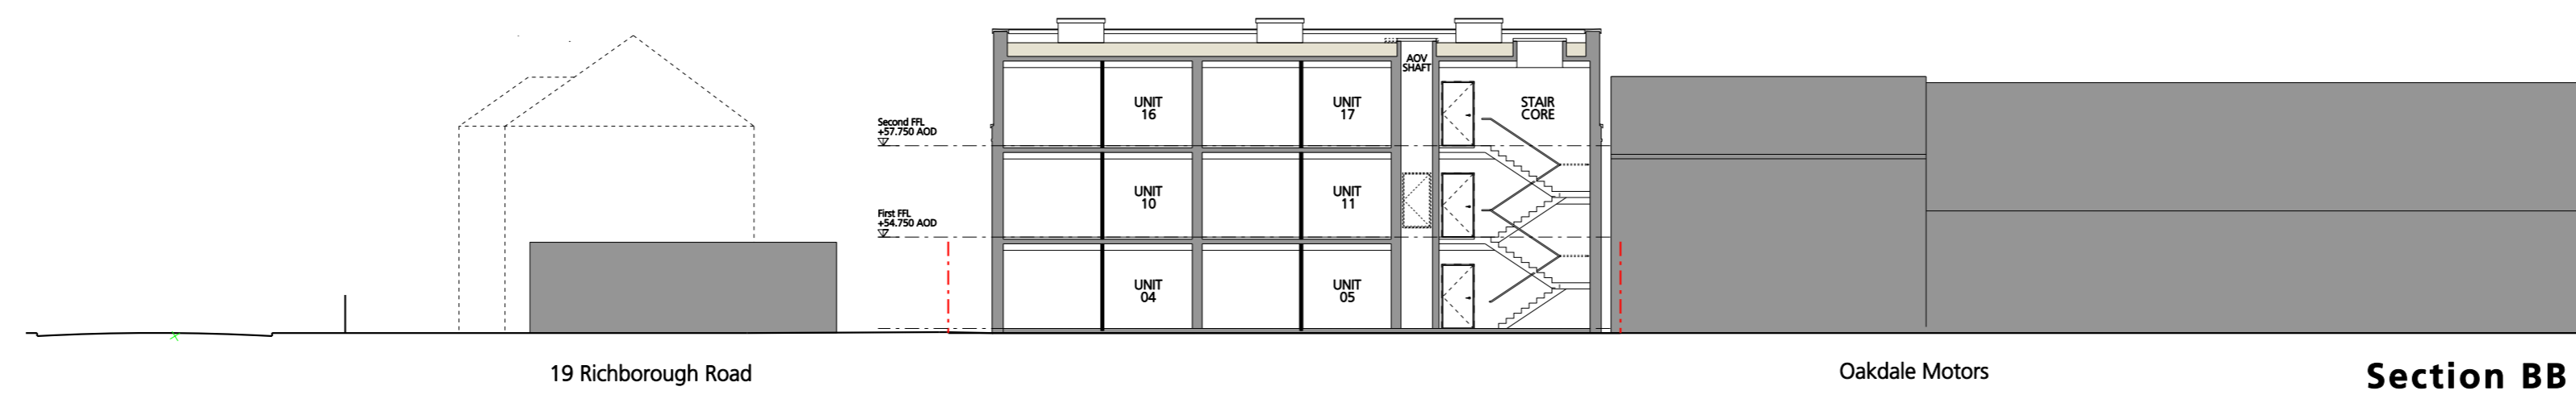 AOV
SHAFT
UNIT
16
UNIT
17
STAIR
CORE
Second FFL
+57.750 AOD
UNIT
10
UNIT
11
First FFL
+54.750 AOD
UNIT
04
UNIT
05
19 Richborough Road
Oakdale Motors
Section BB